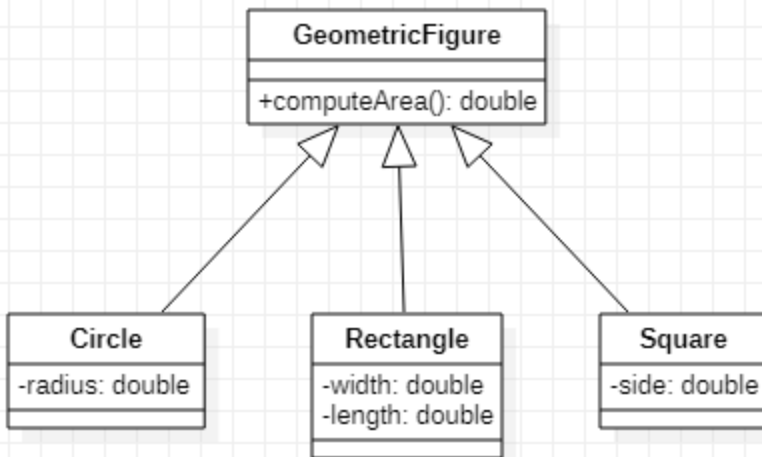 GeometricFigure
+computeArea(): double
Circle
-radius: double
Rectangle
-width: double
-length: double
Square
-side: double